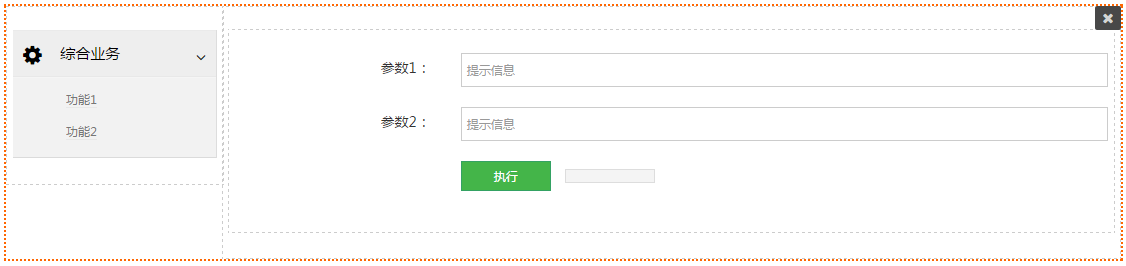 综合业务
功能1
功能2
参数1：
提示信息
参数2：
提示信息
执行